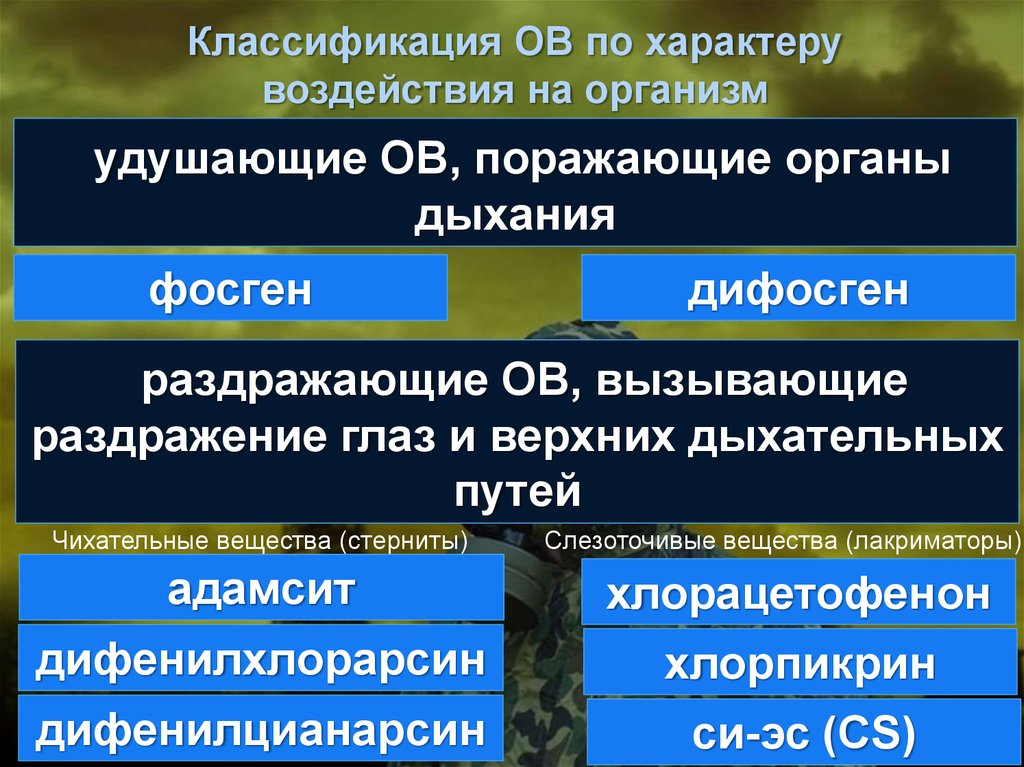 Классификация ОВ по характеру
воздействия на организм
удушающие ОВ, поражающие органы
дыхания
фосген
дифосген
раздражающие ОВ, вызывающие
раздражение глаз и верхних дыхательных
путей
Чихательные вещества (стерниты)
Слезоточивые вещества (лакриматоры)
адамсит
хлорацетофенон
дифенилхлорарсин
хлорпикрин
дифенилцианарсин
си-эс (CS)